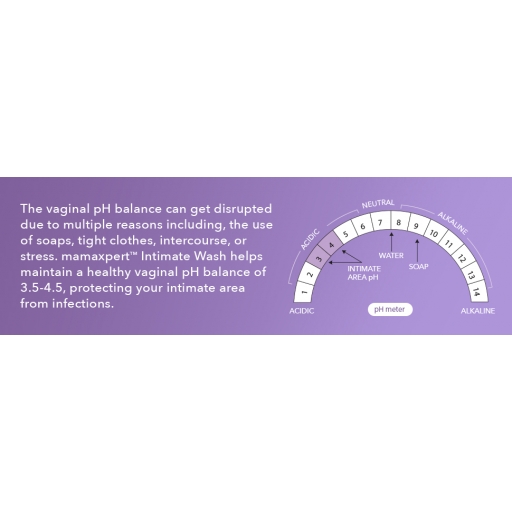 The vaginal pH balance can get disrupted
due to multiple reasons including, the use
of soaps, tight clothes, intercourse, or
stress. mamaxpert™ Intimate Wash helps
maintain a healthy vaginal pH balance of
3.5-4.5, protecting your intimate area
from infections.
ACIDIC
NEUTRAL
ALKALINE
1 2 3 4 5 6 7 8 9 10 11 12 13 14
WATER
SOAP
INTIMATE
AREA pH
ACIDIC
pH meter
ALKALINE